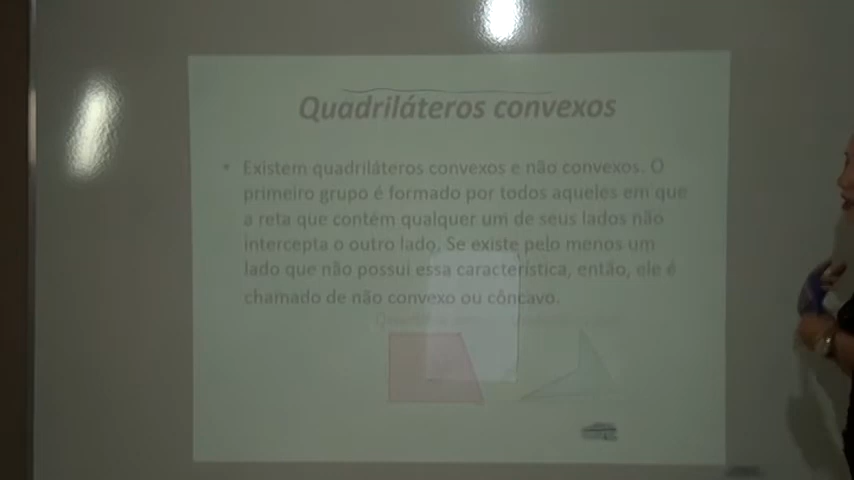 Quadriláteros convexos
• Existem quadriláteros convexos e não convexos. O
primeiro grupo é formado por todos aqueles em que
a reta que contém qualquer um de seus lados não
intercepta o outro lado. Se existe pelo menos um
lado que não possui essa característica, então, ele é
chamado de não convexo ou côncavo.